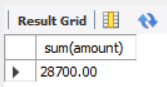 Result Grid
sum(amount)
28700.00